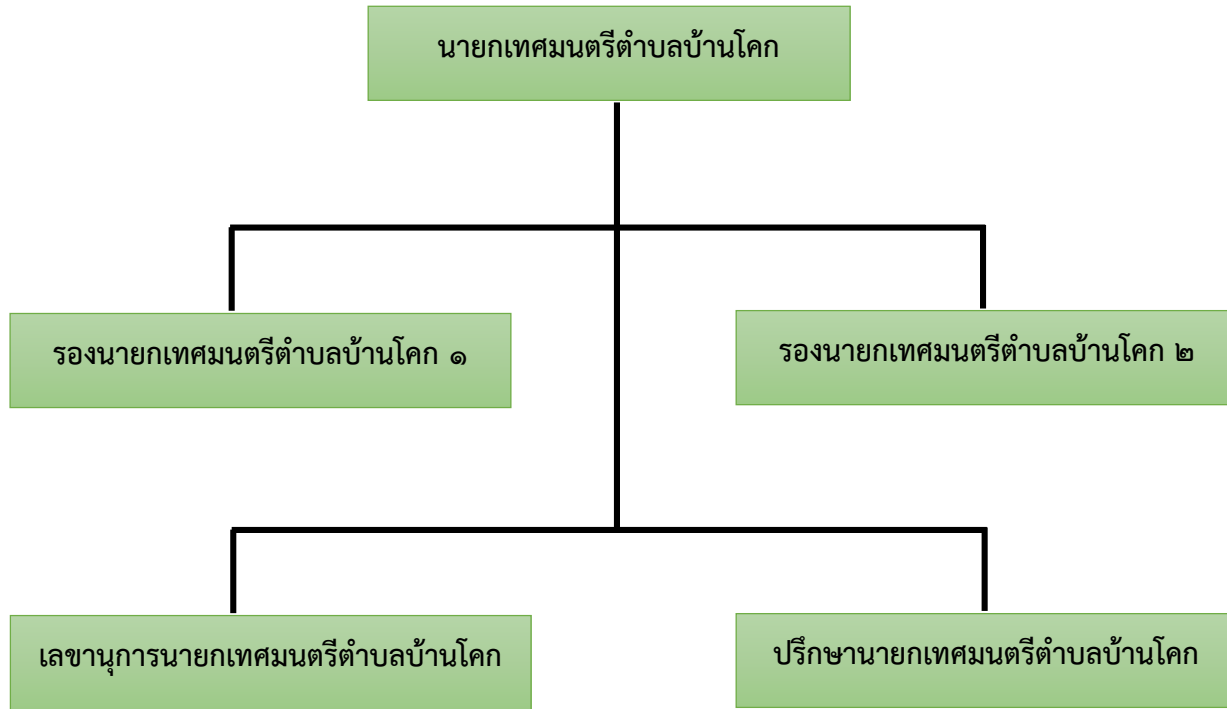 นายกเทศมนตรีตำบลบ้านโคก
รองนายกเทศมนตรีตำบลบ้านโคก ๑
รองนายกเทศมนตรีตำบลบ้านโคก ๒
เลขานุการนายกเทศมนตรีตำบลบ้านโคก
ปรึกษานายกเทศมนตรีตำบลบ้านโคก